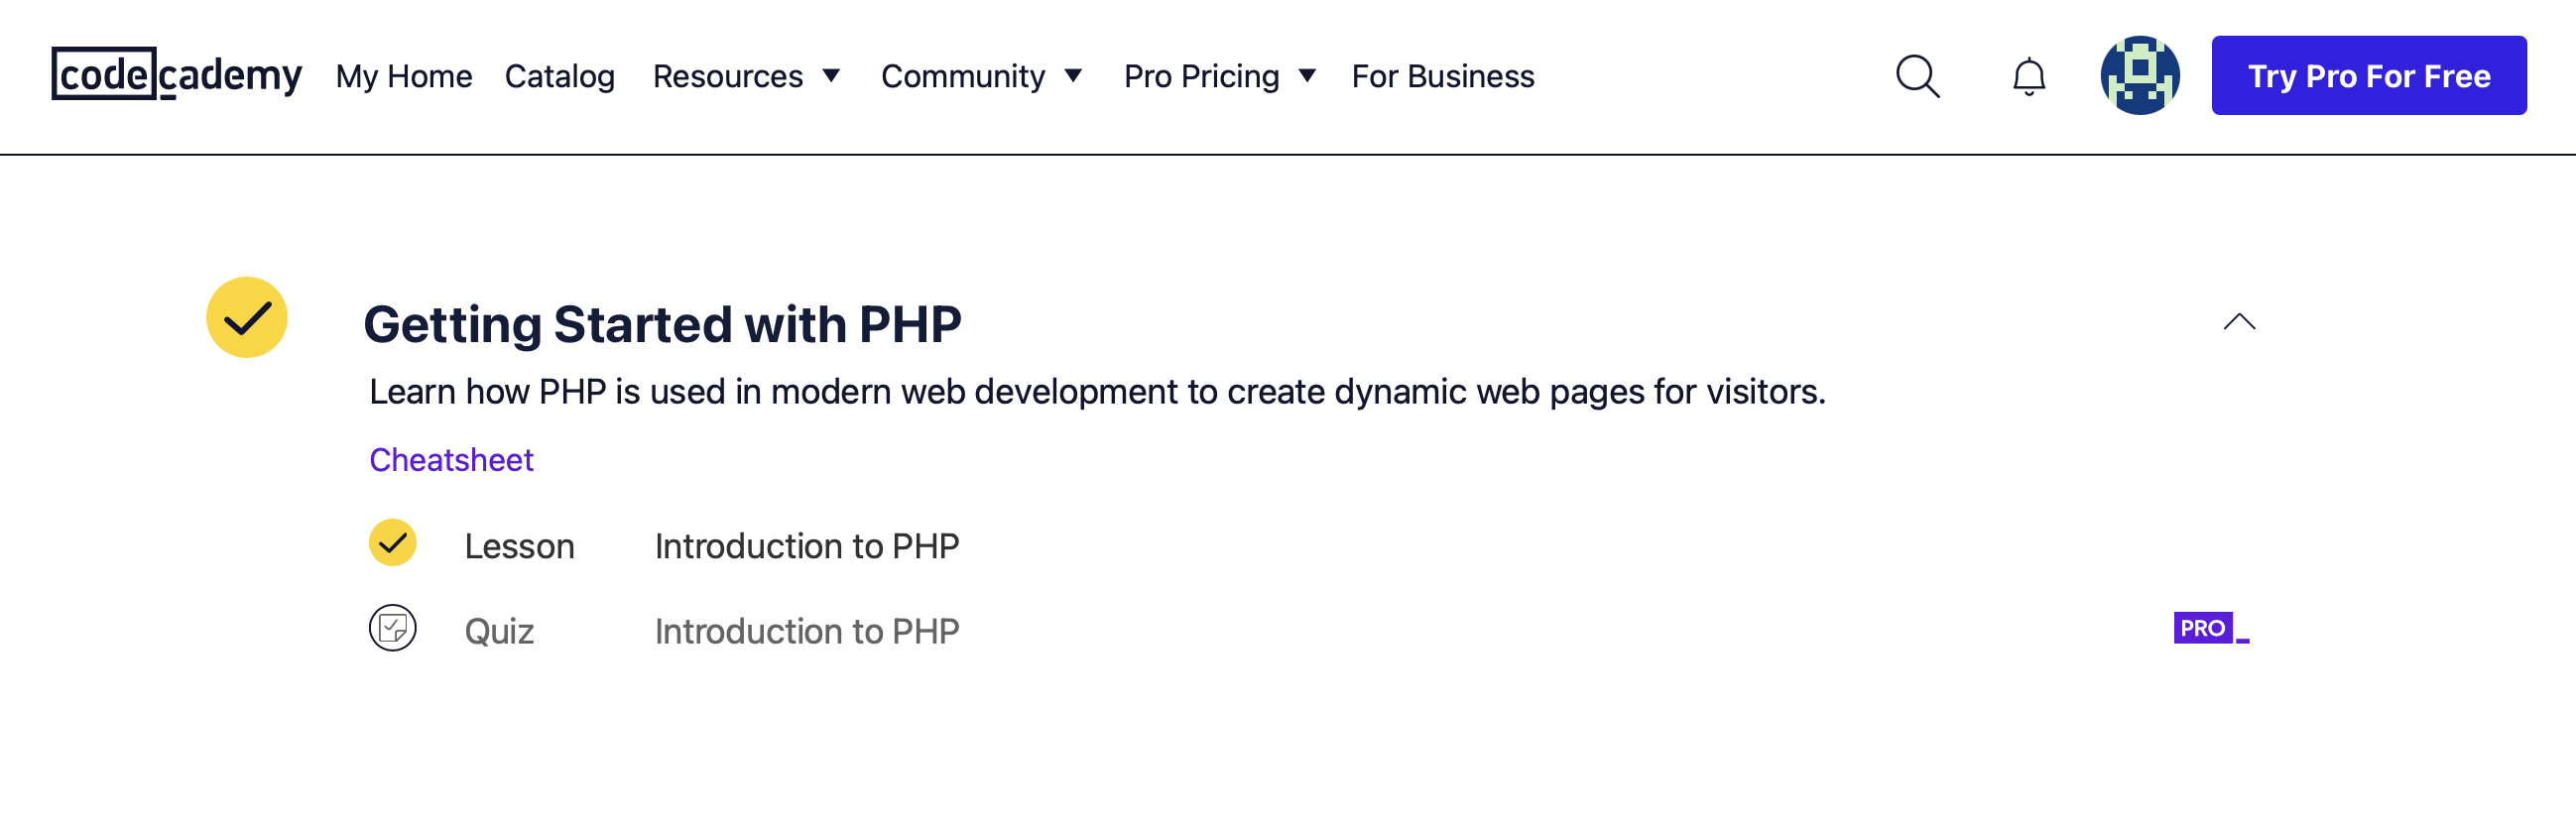 codecademy My Home Catalog Resources Community Pro Pricing For Business Try Pro For Free
Getting Started with PHP
Learn how PHP is used in modern web development to create dynamic web pages for visitors.
Cheatsheet
Lesson Introduction to PHP
Quiz Introduction to PHP PRO